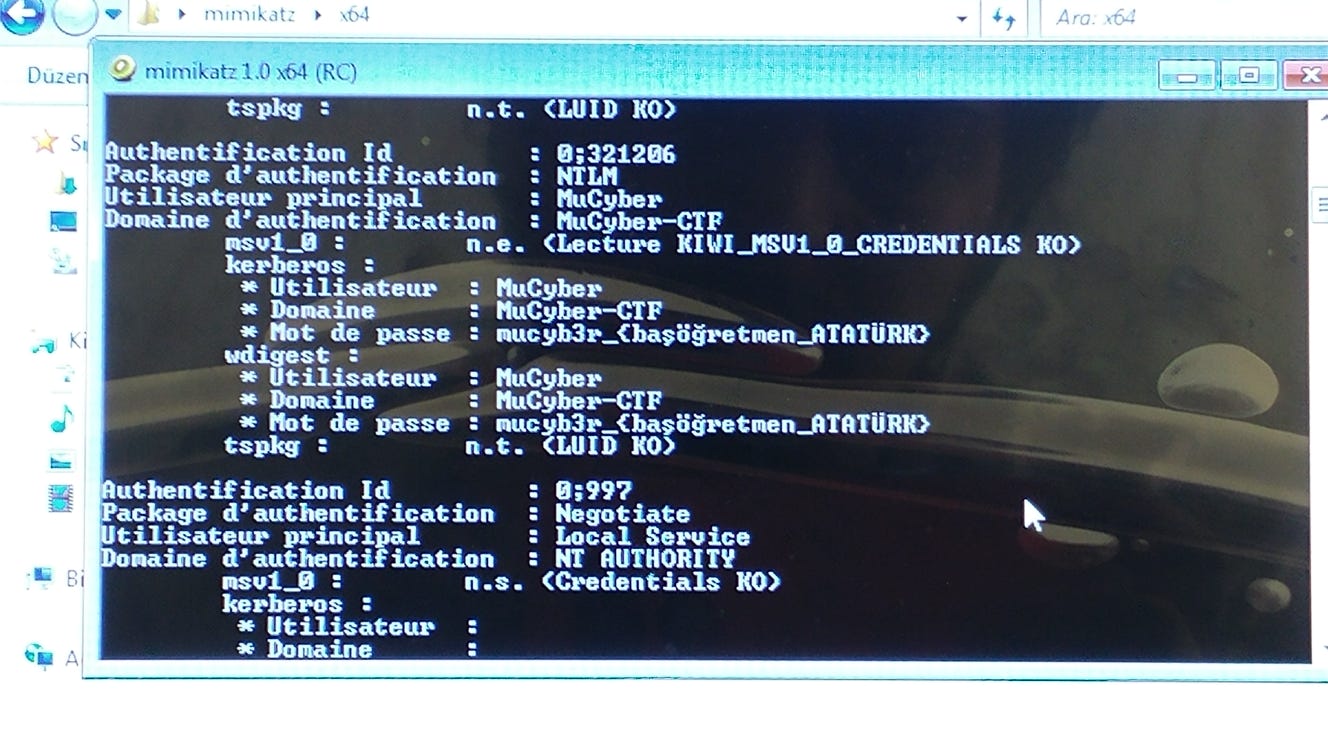 mimikatz x64
Ara: x64
Düzen
mimikatz 1.0 x64 (RC)
tspkg : n.t. (LUID KO)
Authentification Id : 0;321206
Package d'authentification : NTLM
Utilisateur principal : MuCyber
Domaine d'authentification : MuCyber-CTF
msv1_0 : n.e. (Lecture KIWI_MSV1_0_CREDENTIALS KO)
kerberos :
* Utilisateur : MuCyber
* Domaine : MuCyber-CTF
* Mot de passe : mucyb3r_{başöğretmen_ATATÜRK}
wdigest :
* Utilisateur : MuCyber
* Domaine : MuCyber-CTF
* Mot de passe : mucyb3r_{başöğretmen_ATATÜRK}
tspkg : n.t. (LUID KO)
Authentification Id : 0;997
Package d'authentification : Negotiate
Utilisateur principal : Local Service
Domaine d'authentification : NT AUTHORITY
msv1_0 : n.s. (Credentials KO)
kerberos :
* Utilisateur :
* Domaine :